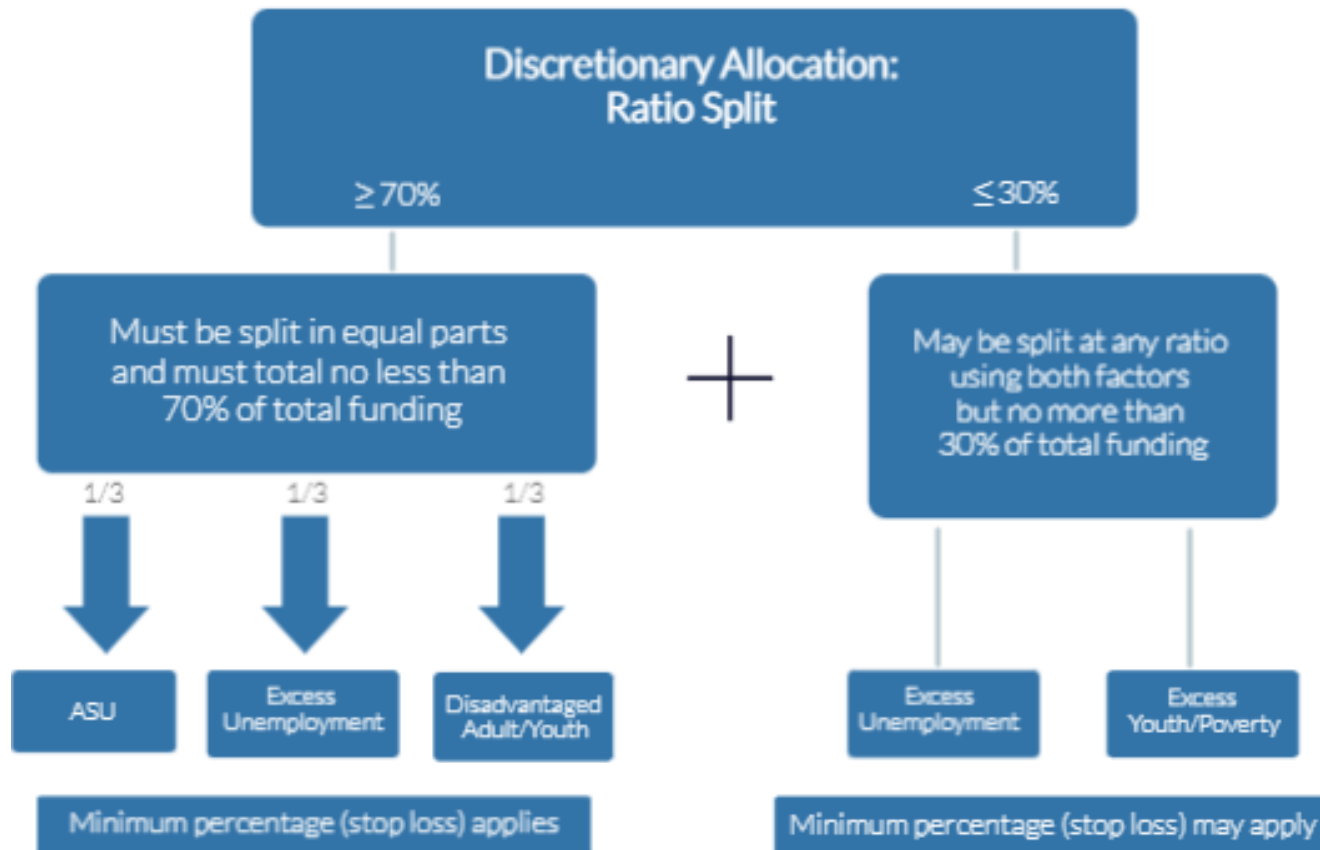 Discretionary Allocation:
Ratio Split
≥70%
≤30%
Must be split in equal parts
and must total no less than
70% of total funding
1/3
1/3
1/3
ASU
Excess
Unemployment
Disadvantaged
Adult/Youth
Minimum percentage (stop loss) applies
May be split at any ratio
using both factors
but no more than
30% of total funding
Excess
Unemployment
Excess
Youth/Poverty
Minimum percentage (stop loss) may apply